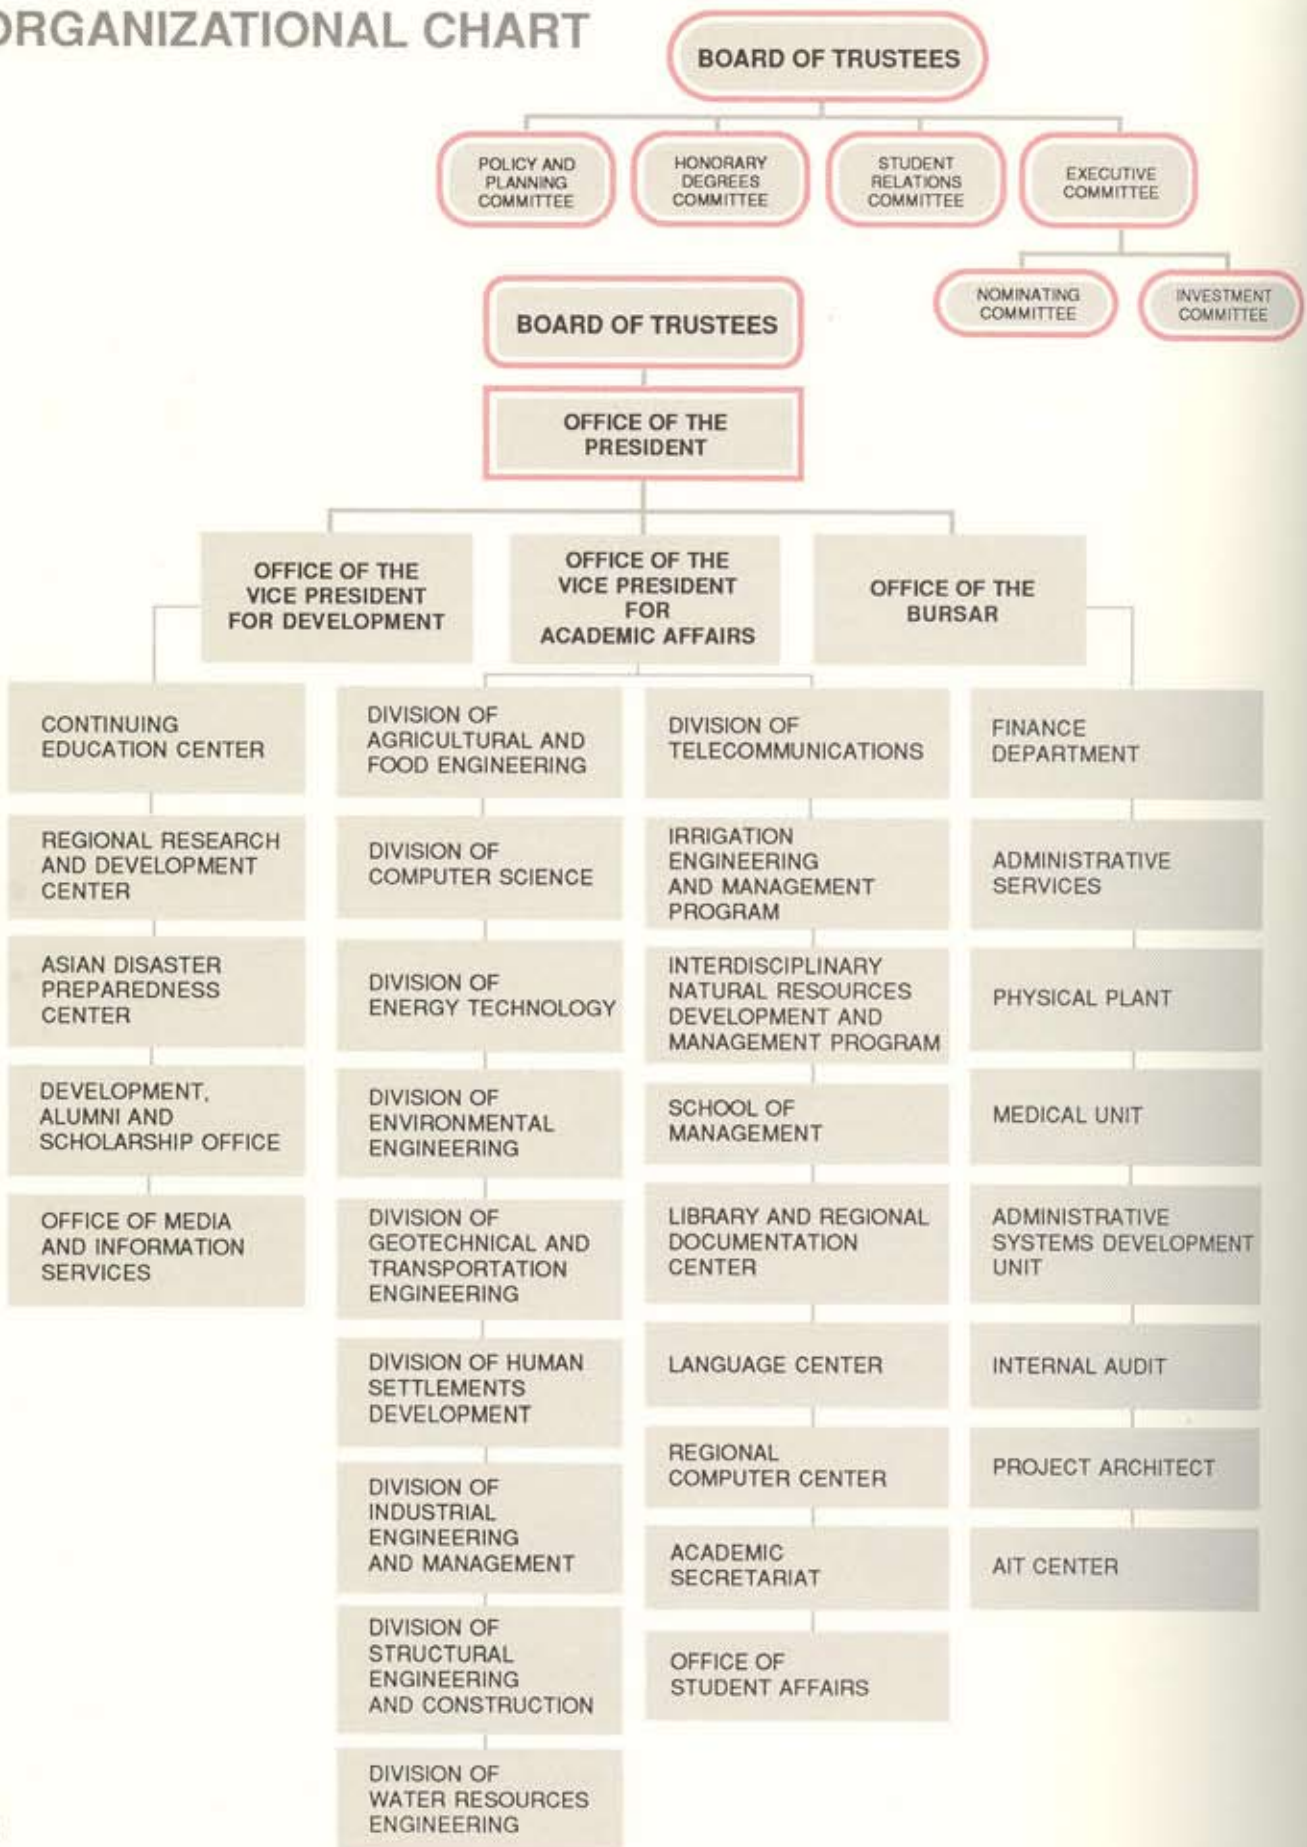 ORGANIZATIONAL CHART
BOARD OF TRUSTEES
POLICY AND
PLANNING
COMMITTEE
HONORARY
DEGREES
COMMITTEE
STUDENT
RELATIONS
COMMITTEE
EXECUTIVE
COMMITTEE
NOMINATING
COMMITTEE
INVESTMENT
COMMITTEE
BOARD OF TRUSTEES
OFFICE OF THE
PRESIDENT
OFFICE OF THE
VICE PRESIDENT
FOR DEVELOPMENT
OFFICE OF THE
VICE PRESIDENT
FOR
ACADEMIC AFFAIRS
OFFICE OF THE
BURSAR
CONTINUING
EDUCATION CENTER
REGIONAL RESEARCH
AND DEVELOPMENT
CENTER
ASIAN DISASTER
PREPAREDNESS
CENTER
DEVELOPMENT,
ALUMNI AND
SCHOLARSHIP OFFICE
OFFICE OF MEDIA
AND INFORMATION
SERVICES
DIVISION OF
AGRICULTURAL AND
FOOD ENGINEERING
DIVISION OF
COMPUTER SCIENCE
DIVISION OF
ENERGY TECHNOLOGY
DIVISION OF
ENVIRONMENTAL
ENGINEERING
DIVISION OF
GEOTECHNICAL AND
TRANSPORTATION
ENGINEERING
DIVISION OF HUMAN
SETTLEMENTS
DEVELOPMENT
DIVISION OF
INDUSTRIAL
ENGINEERING
AND MANAGEMENT
DIVISION OF
STRUCTURAL
ENGINEERING
AND CONSTRUCTION
DIVISION OF
WATER RESOURCES
ENGINEERING
DIVISION OF
TELECOMMUNICATIONS
IRRIGATION
ENGINEERING
AND MANAGEMENT
PROGRAM
INTERDISCIPLINARY
NATURAL RESOURCES
DEVELOPMENT AND
MANAGEMENT PROGRAM
SCHOOL OF
MANAGEMENT
LIBRARY AND REGIONAL
DOCUMENTATION
CENTER
LANGUAGE CENTER
REGIONAL
COMPUTER CENTER
ACADEMIC
SECRETARIAT
OFFICE OF
STUDENT AFFAIRS
FINANCE
DEPARTMENT
ADMINISTRATIVE
SERVICES
PHYSICAL PLANT
MEDICAL UNIT
ADMINISTRATIVE
SYSTEMS DEVELOPMENT
UNIT
INTERNAL AUDIT
PROJECT ARCHITECT
AIT CENTER